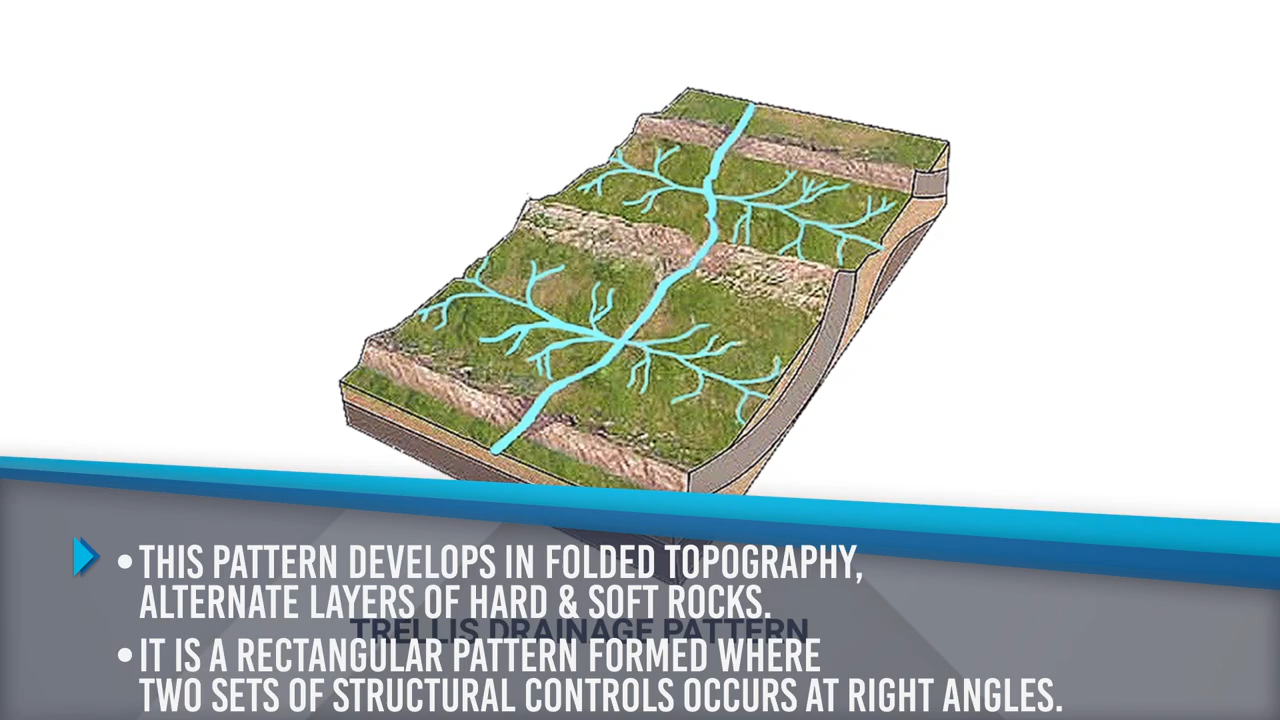 • THIS PATTERN DEVELOPS IN FOLDED TOPOGRAPHY,
ALTERNATE LAYERS OF HARD & SOFT ROCKS.
TRELLIS DRAINAGE PATTERN
• IT IS A RECTANGULAR PATTERN FORMED WHERE
TWO SETS OF STRUCTURAL CONTROLS OCCURS AT RIGHT ANGLES.